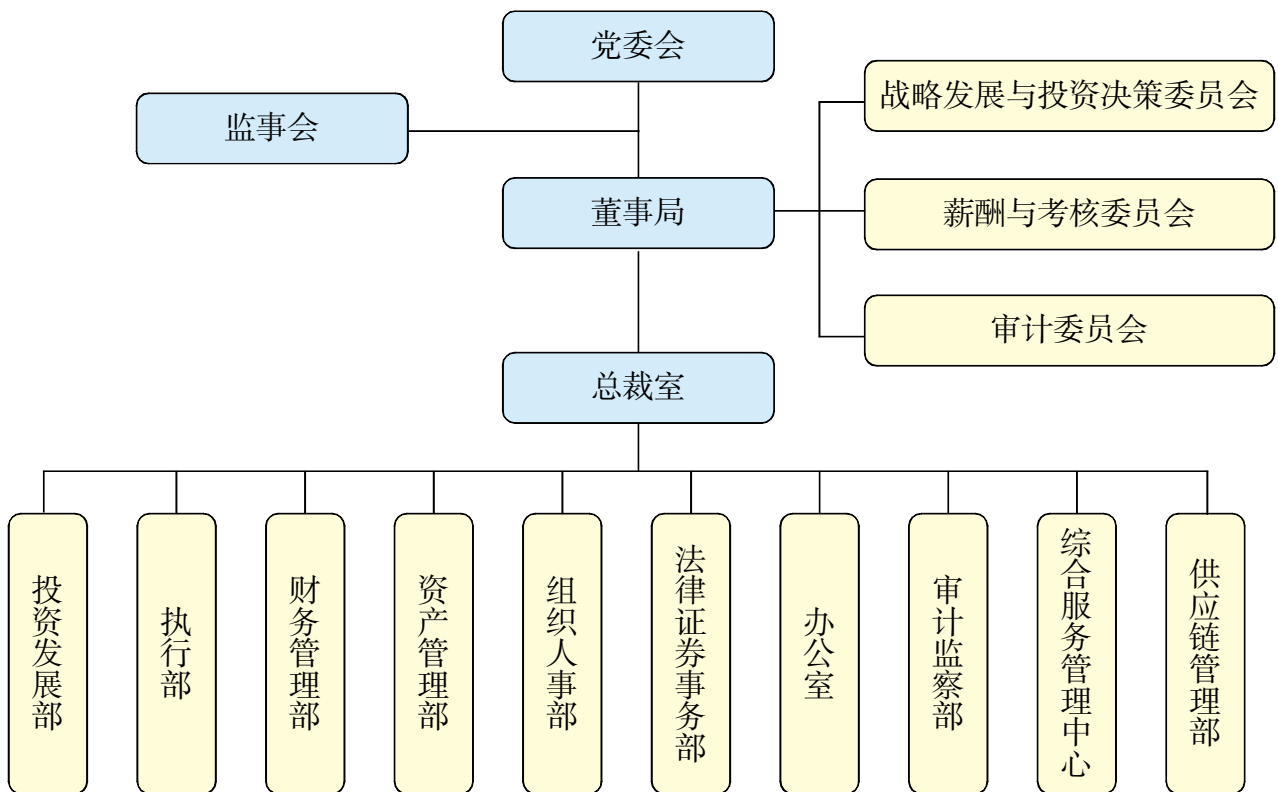 党委会
战略发展与投资决策委员会
监事会
董事局
薪酬与考核委员会
审计委员会
总裁室
投资发展部
执行部
财务管理部
资产管理部
组织人事部
法律证券事务部
办公室
审计监察部
综合服务管理中心
供应链管理部